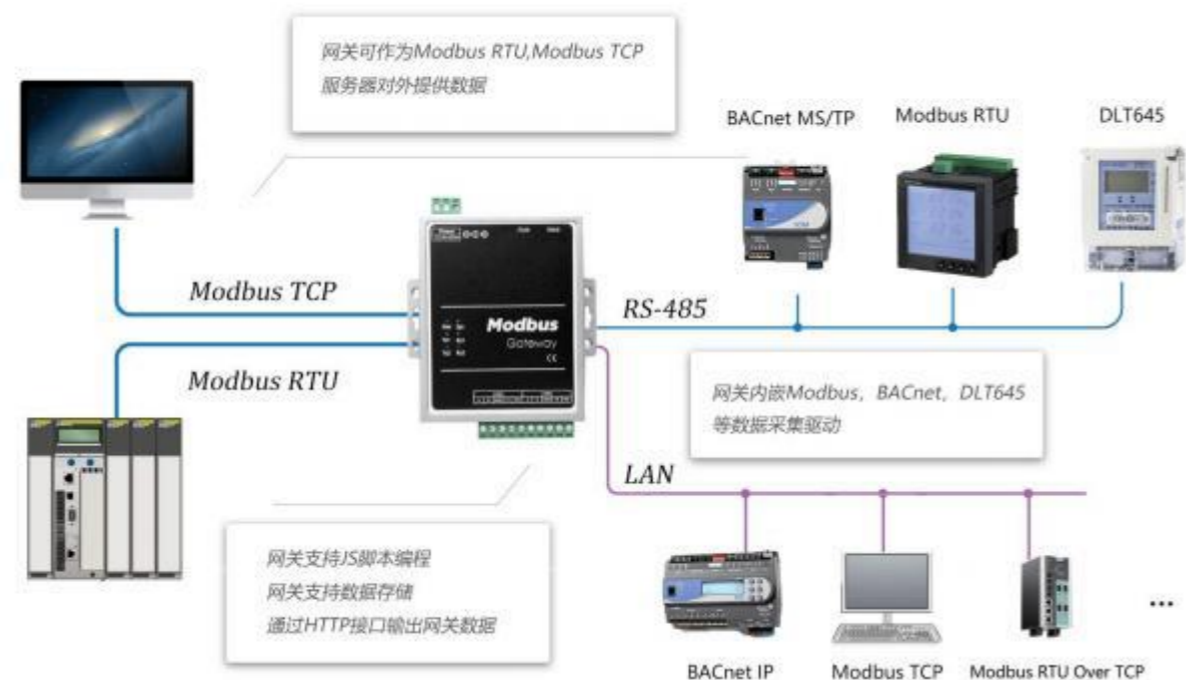 网关可作为Modbus RTU,Modbus TCP
服务器对外提供数据
BACnet MS/TP
Modbus RTU
DLT645
Modbus TCP
RS-485
Modbus
Gateway
Modbus RTU
网关内嵌Modbus，BACnet，DLT645
等数据采集驱动
LAN
网关支持JS脚本编程
网关支持数据存储
通过HTTP接口输出网关数据
...
BACnet IP
Modbus TCP
Modbus RTU Over TCP